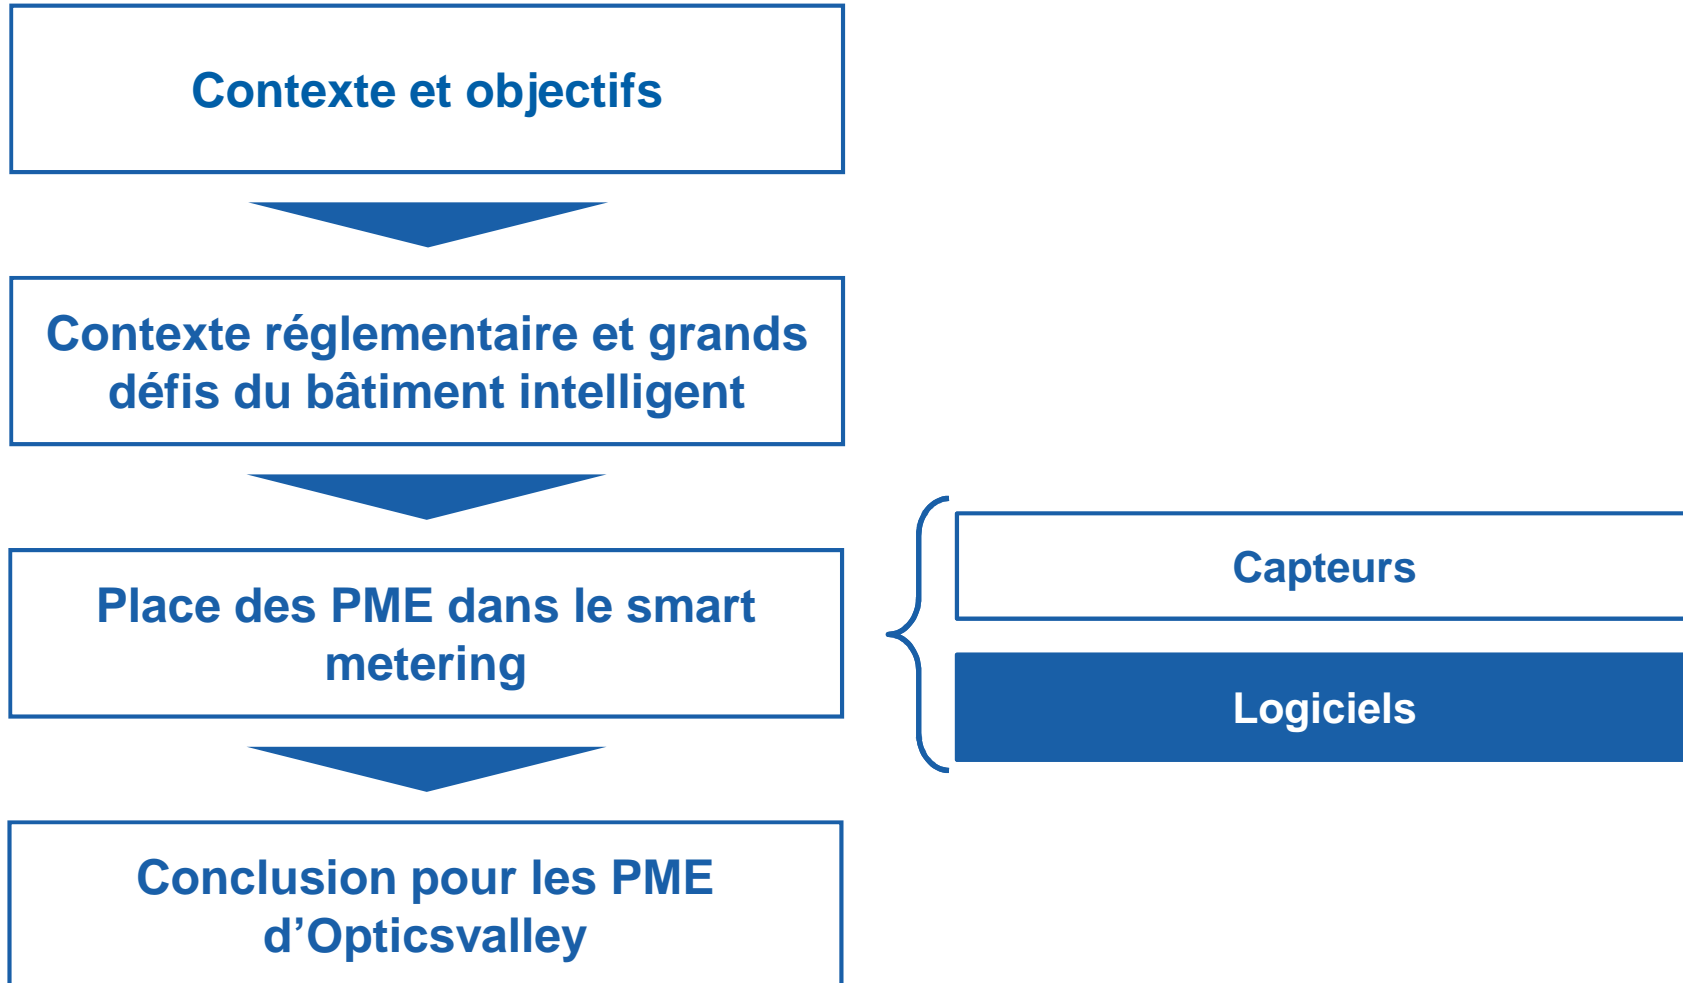 Contexte et objectifs
Contexte réglementaire et grands
défis du bâtiment intelligent
Place des PME dans le smart
metering
Capteurs
Logiciels
Conclusion pour les PME
d’Opticsvalley